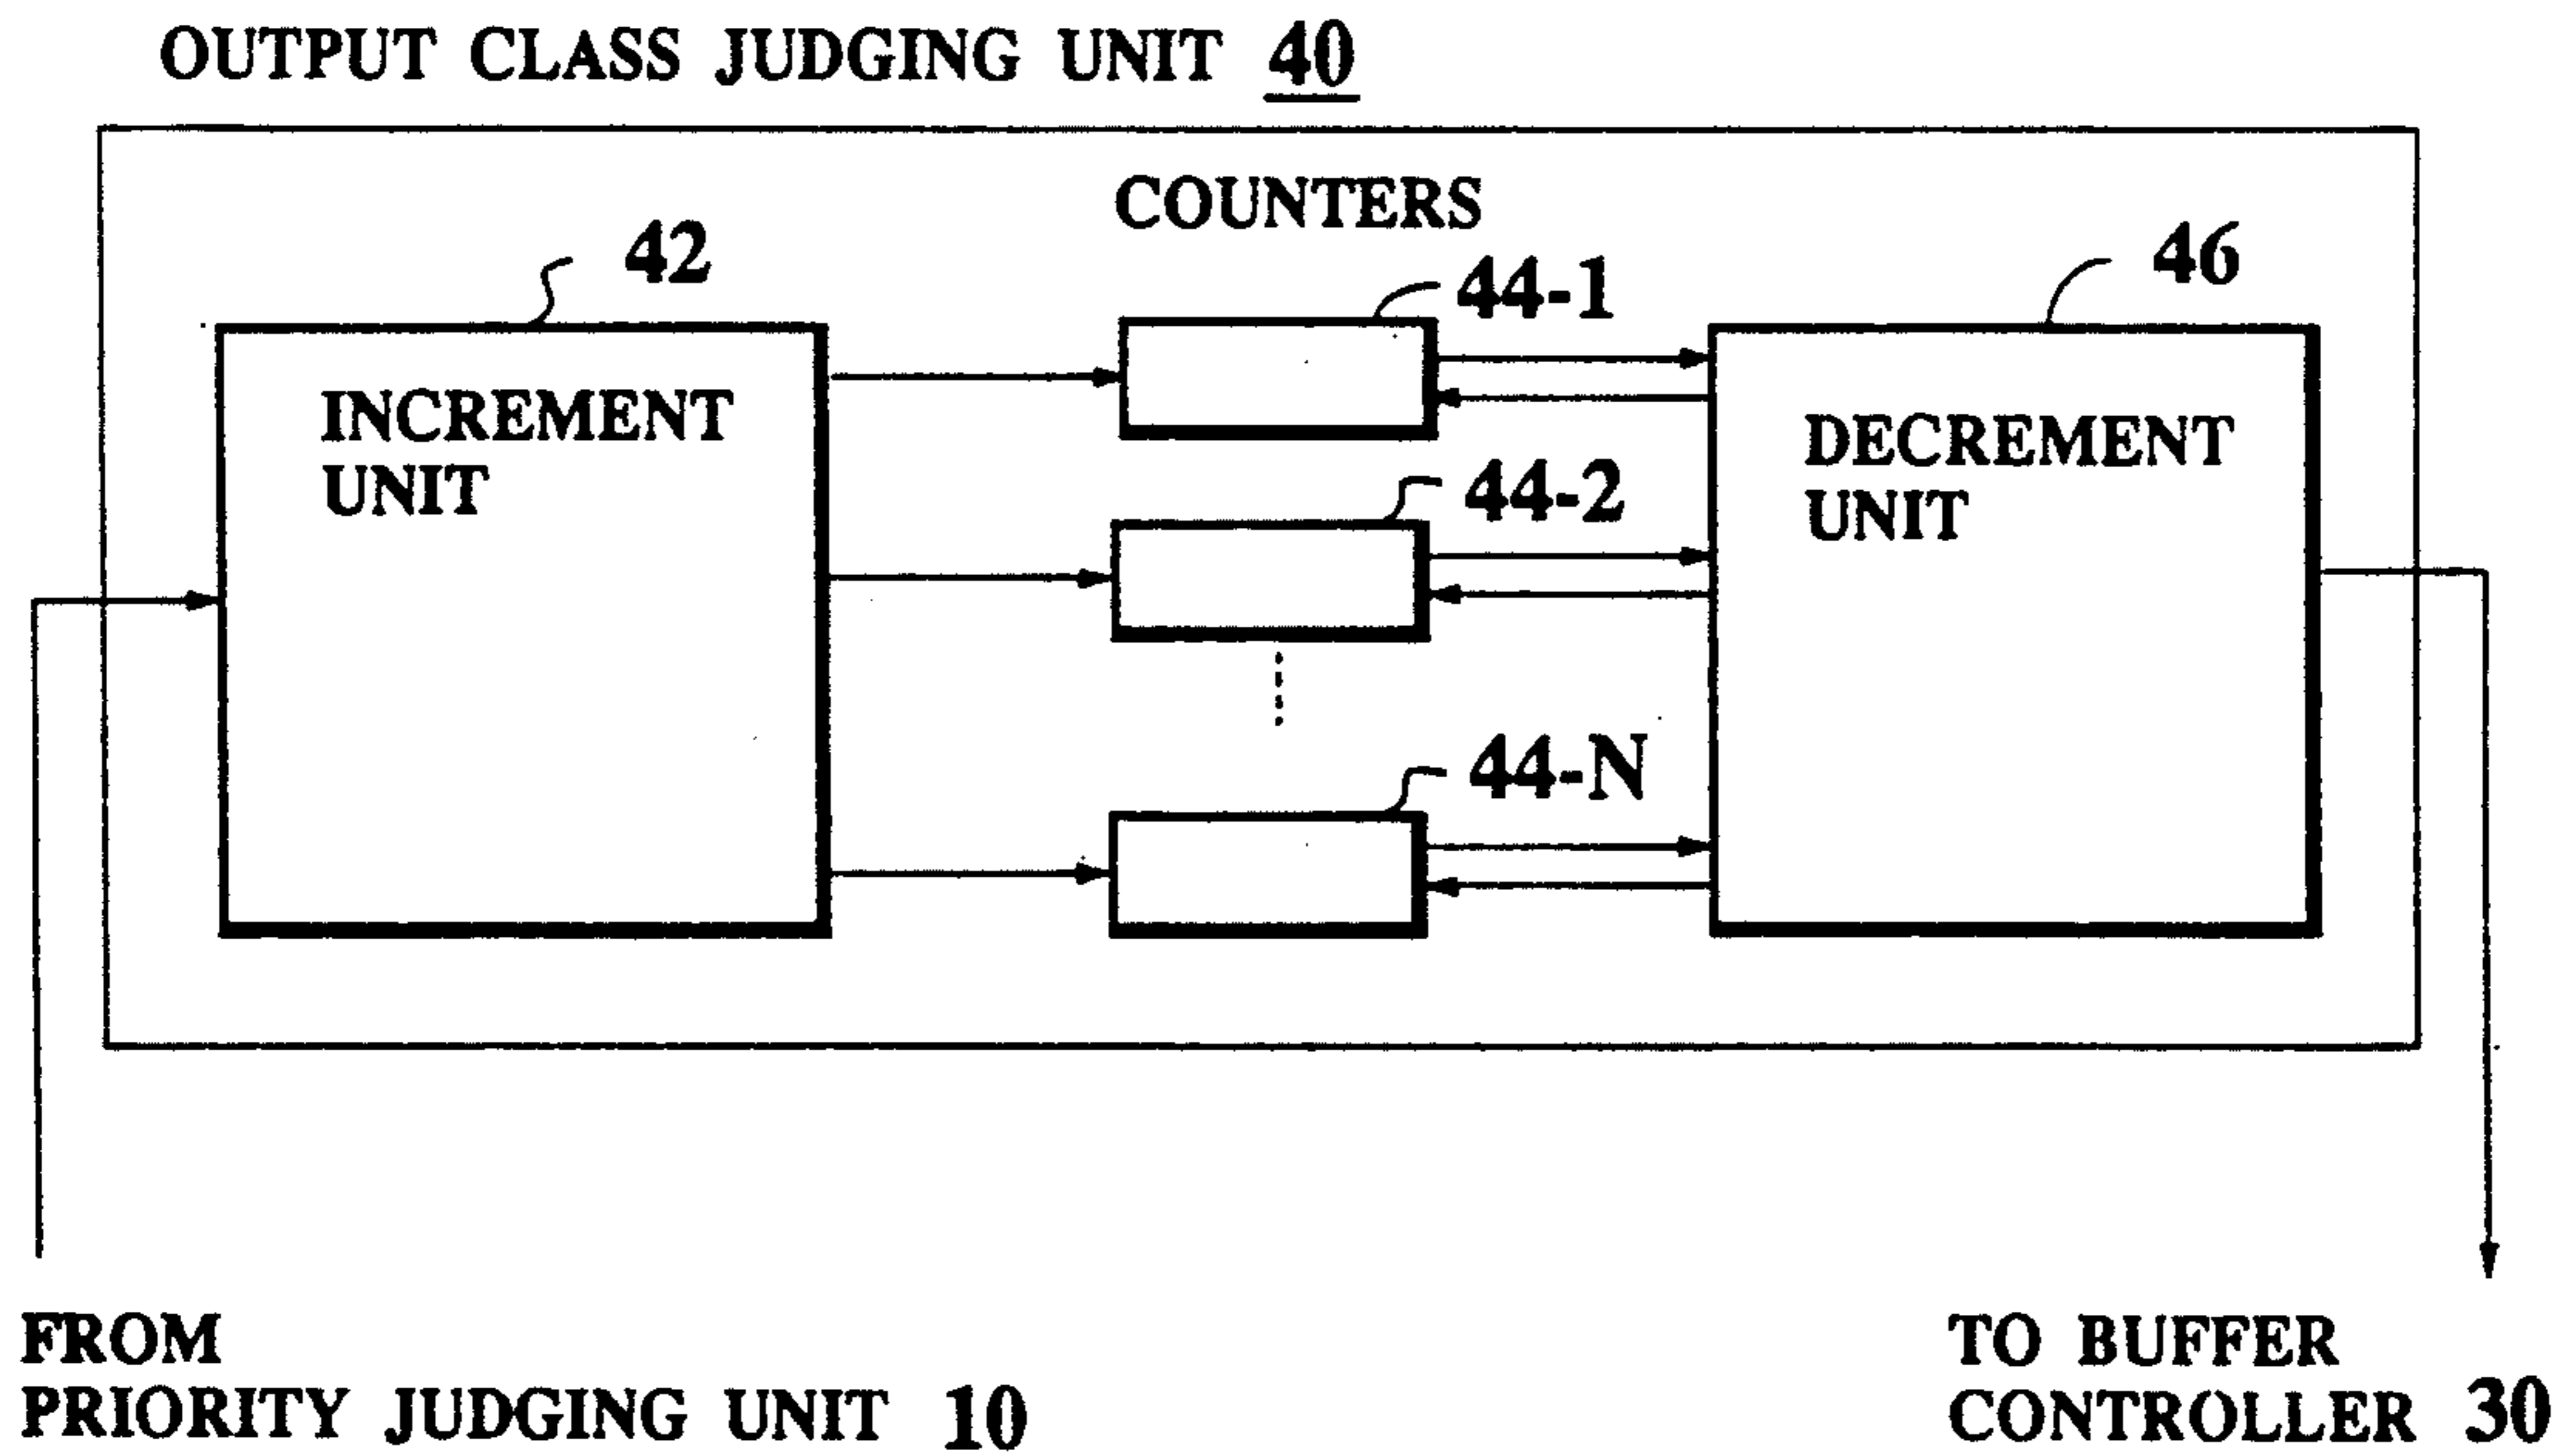 OUTPUT CLASS JUDGING UNIT 40
COUNTERS
42
44-1
46
INCREMENT
UNIT
DECREMENT
UNIT
44-2
44-N
FROM
PRIORITY JUDGING UNIT 10
TO BUFFER
CONTROLLER 30